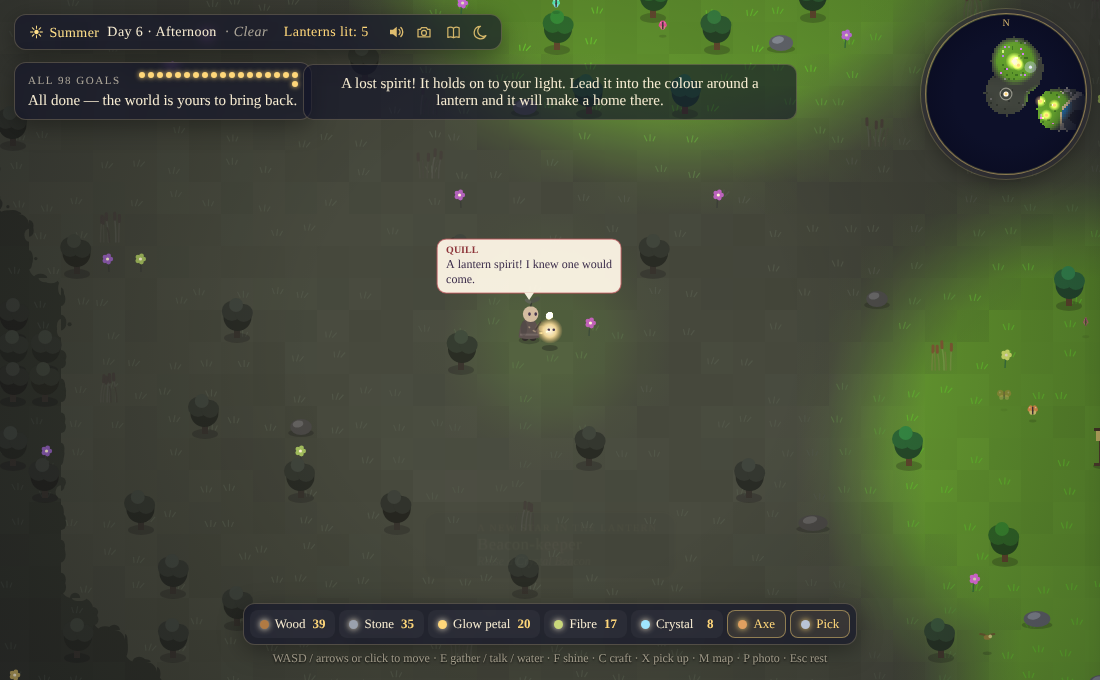 Summer Day 6 · Afternoon · Clear Lanterns lit: 5
N
ALL 98 GOALS
All done — the world is yours to bring back.
A lost spirit! It holds on to your light. Lead it into the colour around a
lantern and it will make a home there.
QUILL
A lantern spirit! I knew one would
come.
Wood 39 Stone 35 Glow petal 20 Fibre 17 Crystal 8 Axe Pick
WASD / arrows or click to move · E gather / talk / water · F shine · C craft · X pick up · M map · P photo · Esc rest